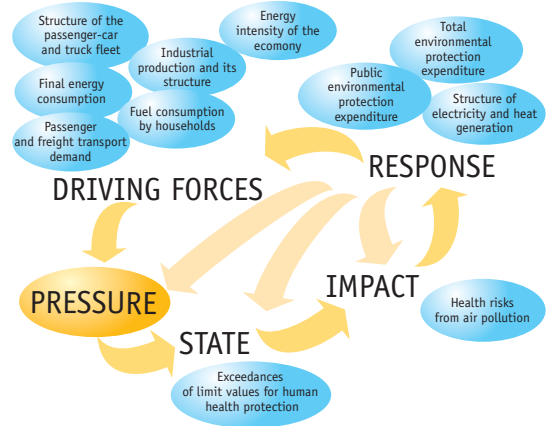 Structure of the
passenger-car
and truck fleet
Energy
intensity of the
ecomony
Industrial
production and its
structure
Final energy
consumption
Fuel consumption
by households
Passenger
and freight transport
demand
Total
environmental
protection
expenditure
Public
environmental
protection
expenditure
Structure of
electricity and heat
generation
RESPONSE
DRIVING FORCES
IMPACT
PRESSURE
Health risks
from air pollution
STATE
Exceedances
of limit values for human
health protection